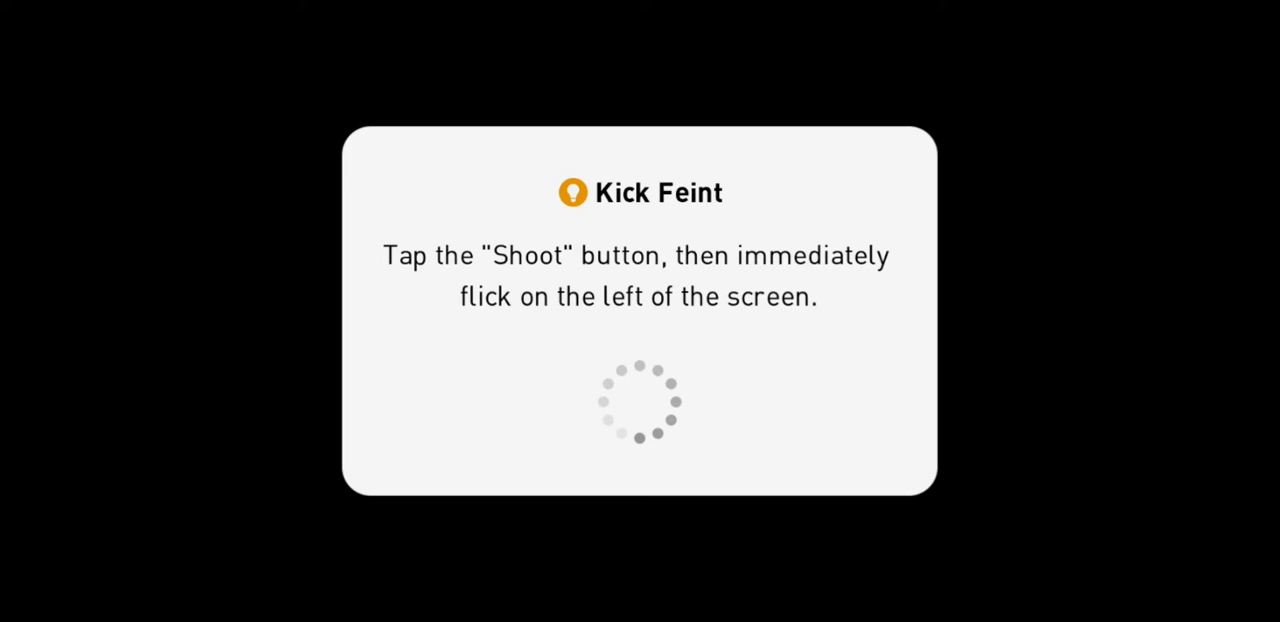 Kick Feint
Tap the "Shoot" button, then immediately
flick on the left of the screen.